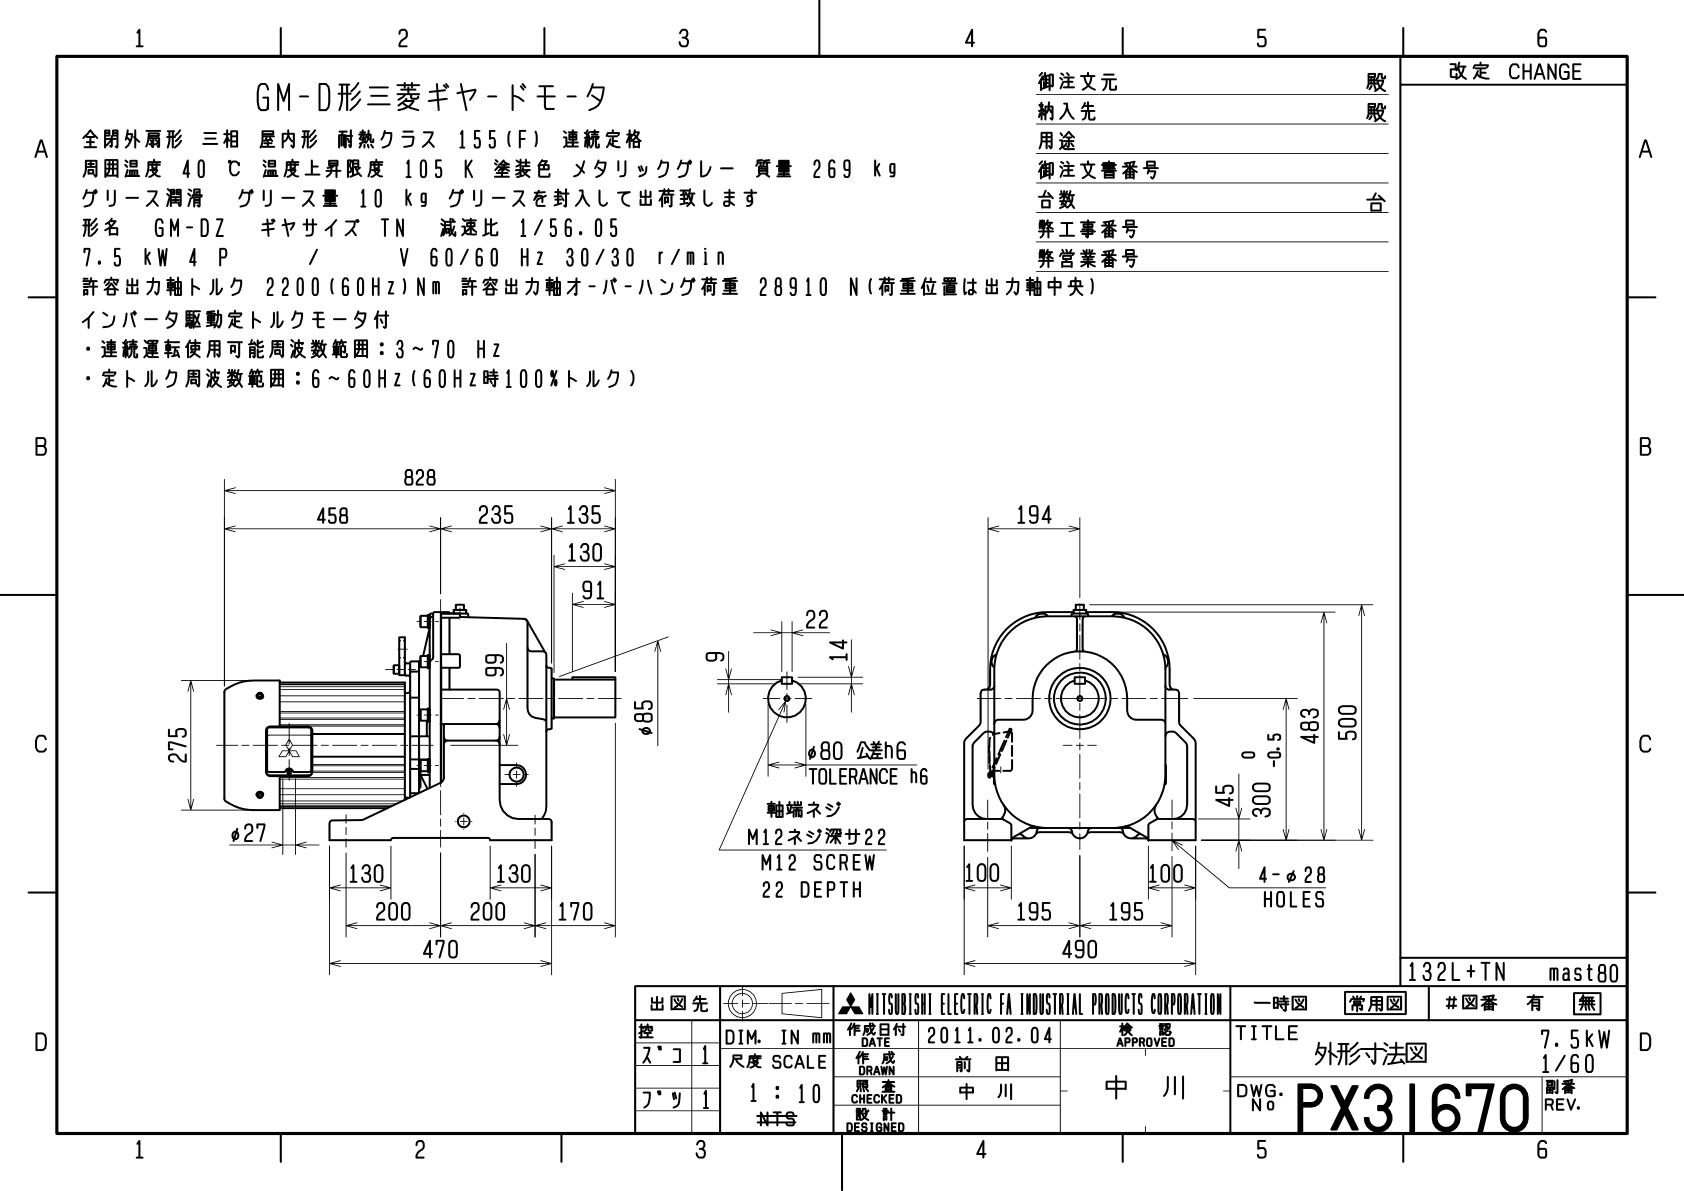 1 2 3 4 5 6
改定 CHANGE
GM-D形三菱ギヤードモータ
全閉外扇形 三相 屋内形 耐熱クラス 155(F) 連続定格
周囲温度 40 ℃ 温度上昇限度 105 K 塗装色 メタリックグレー 質量 269 kg
グリース潤滑 グリース量 10 kg グリースを封入して出荷致します
形名 GM-DZ ギヤサイズ TN 減速比 1/56.05
7.5 kW 4 P / V 60/60 Hz 30/30 r/min
許容出力軸トルク 2200(60Hz)Nm 許容出力軸オーバーハング荷重 28910 N(荷重位置は出力軸中央)
インバータ駆動定トルクモータ付
・連続運転使用可能周波数範囲：3~70 Hz
・定トルク周波数範囲：6~60Hz(60Hz時100%トルク)
御注文元 殿
納入先 殿
用途
御注文書番号
台数 台
弊工事番号
弊営業番号
A A
B B
C C
D D
828
458 235 135
130
91
99
φ85
275
φ27
130 130
200 200 170
470
22
9
14
φ80 公差h6
TOLERANCE h6
軸端ネジ
M12ネジ深サ22
M12 SCREW
22 DEPTH
194
500
483
0
300 -0.5
45
4-φ28
HOLES
100 100
195 195
490
132L+TN mast80
出図先
控
ズコ 1
ブツ 1
DIM. IN mm
尺度 SCALE
1 : 10
NTS
MITSUBISHI ELECTRIC FA INDUSTRIAL PRODUCTS CORPORATION
作成日付
DATE
2011.02.04
作成
DRAWN
前田
照査
CHECKED
中川
設計
DESIGNED
検認
APPROVED
中川
一時図 常用図 #図番 有 無
TITLE
外形寸法図
7.5kW
1/60
DWG.
No
PX31670
副番
REV.
1 2 3 4 5 6